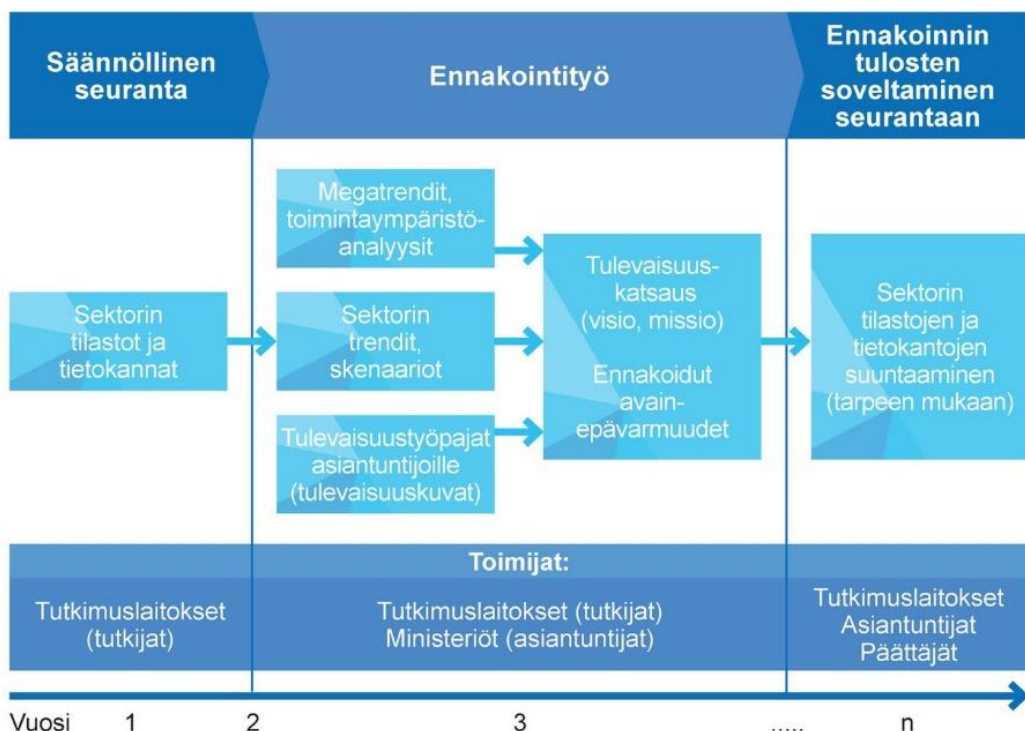 Säännöllinen
seuranta
Ennakointityö
Ennakoinnin
tulosten
soveltaminen
seurantaan
Sektorin
tilastot ja
tietokannat
Megatrendit,
toimintaympäristö-
analyysit
Sektorin
trendit,
skenaariot
Tulevaisuustyöpajat
asiantuntijoille
(tulevaisuuskuvat)
Tulevaisuus-
katsaus
(visio, missio)
Ennakoidut
avain-
epävarmuudet
Sektorin
tilastojen ja
tietokantojen
suuntaaminen
(tarpeen mukaan)
Toimijat:
Tutkimuslaitokset
(tutkijat)
Tutkimuslaitokset (tutkijat)
Ministeriöt (asiantuntijat)
Tutkimuslaitokset
Asiantuntijat
Päättäjät
Vuosi 1 2 3 ..... n